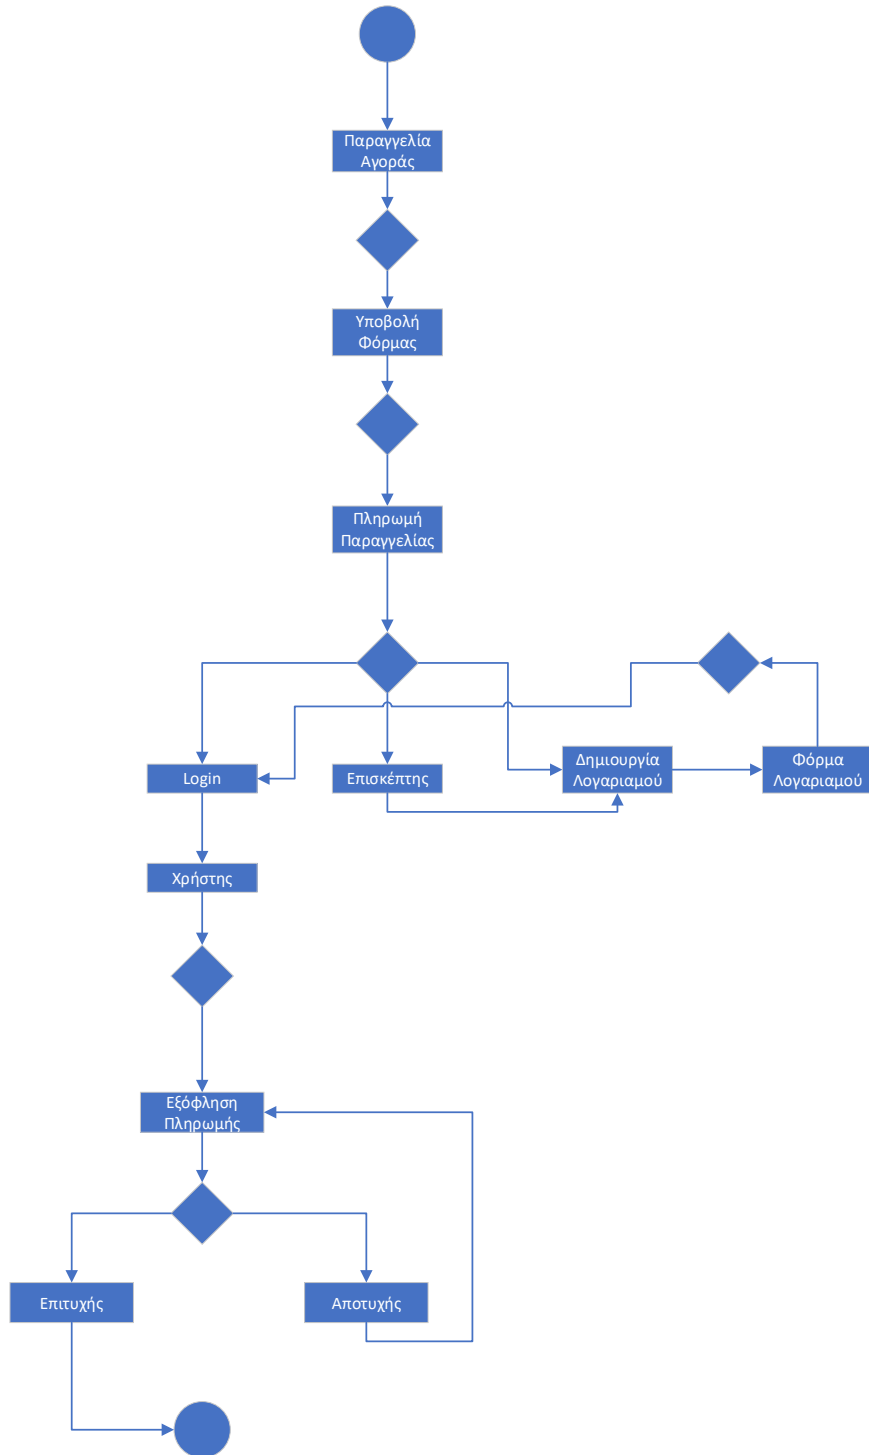 Παραγγελία
Αγοράς
Υποβολή
Φόρμας
Πληρωμή
Παραγγελίας
Login
Επισκέπτης
Δημιουργία
Λογαριαμού
Φόρμα
Λογαριαμού
Χρήστης
Εξόφληση
Πληρωμής
Επιτυχής
Αποτυχής